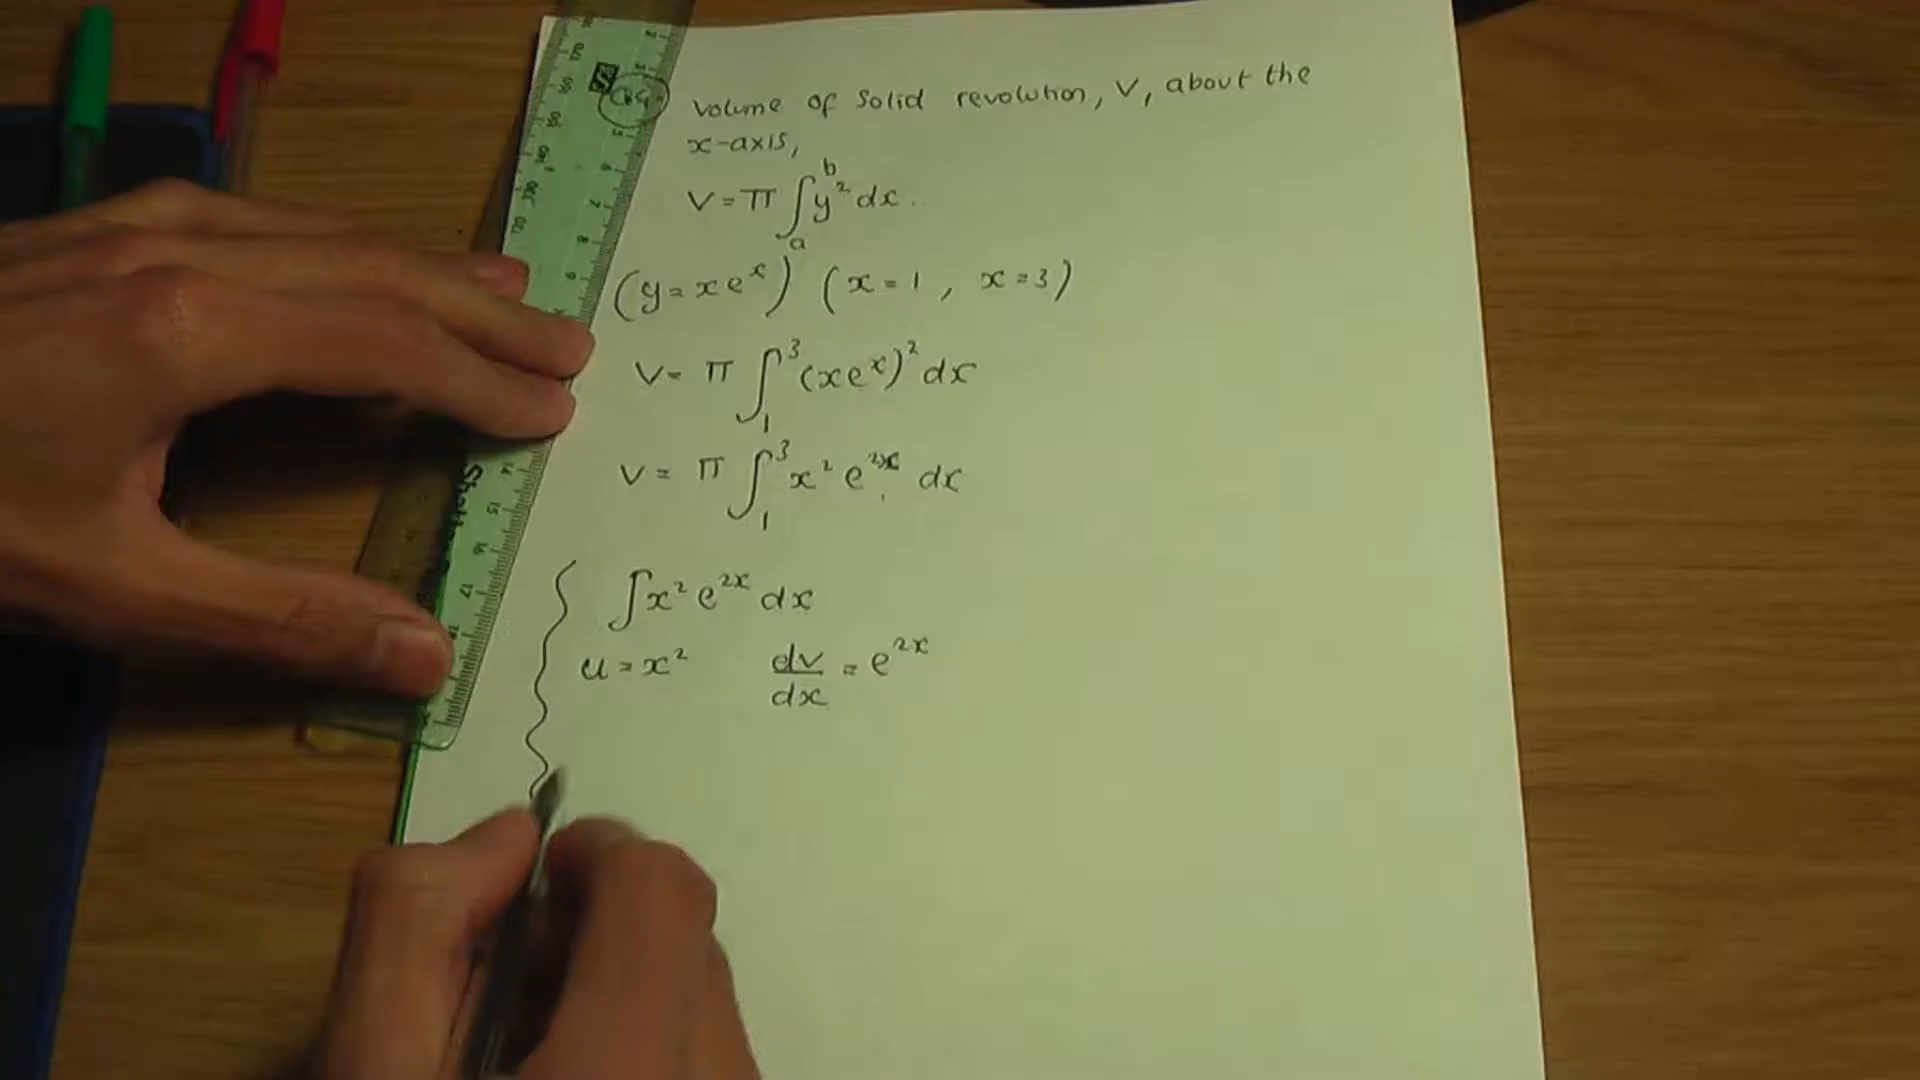 Volume of Solid revolution, V, about the
x-axis,
V = π ∫_a^b y² dx.
(y = xe^x) (x = 1, x = 3)
V = π ∫_1^3 (xe^x)² dx
V = π ∫_1^3 x² e^{2x} dx
∫x² e^{2x} dx
u = x² dv/dx = e^{2x}